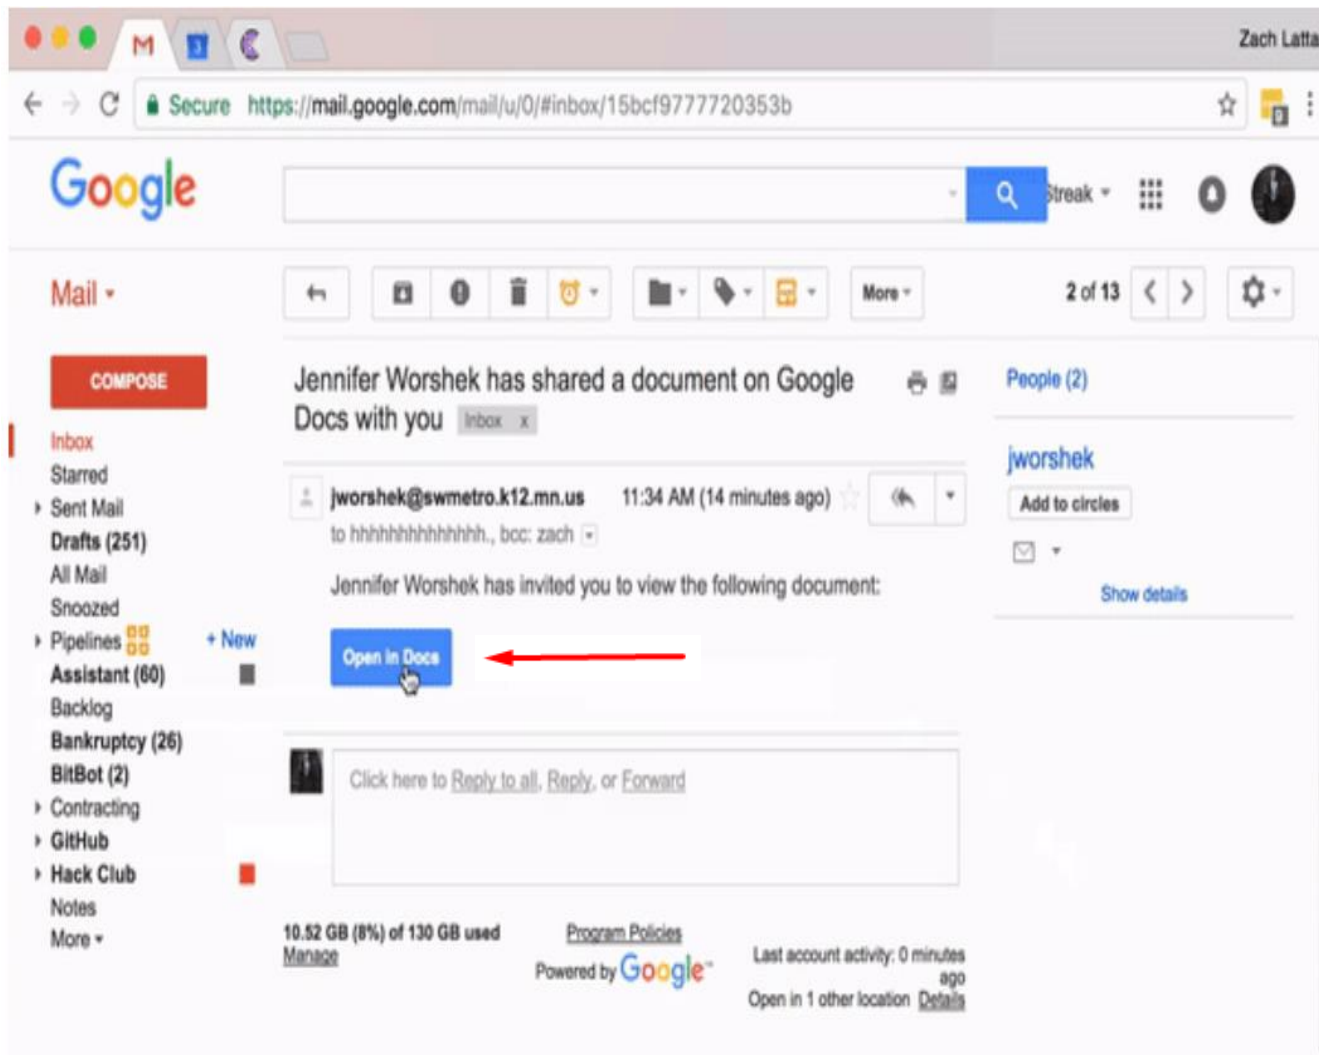 Zach Latta
Secure https://mail.google.com/mail/u/0/#inbox/15bcf9777720353b
Google
Streak
Mail
More
2 of 13
COMPOSE
Jennifer Worshek has shared a document on Google
Docs with you Inbox x
People (2)
Inbox
Starred
Sent Mail
Drafts (251)
All Mail
Snoozed
Pipelines + New
Assistant (60)
Backlog
Bankruptcy (26)
BitBot (2)
Contracting
GitHub
Hack Club
Notes
More
jworshek@swmetro.k12.mn.us 11:34 AM (14 minutes ago)
to hhhhhhhhhhhhhh., bcc: zach
Jennifer Worshek has invited you to view the following document:
Open in Docs
Click here to Reply to all, Reply, or Forward
jworshek
Add to circles
Show details
10.52 GB (8%) of 130 GB used
Manage
Program Policies
Powered by Google™
Last account activity: 0 minutes
ago
Open in 1 other location Details